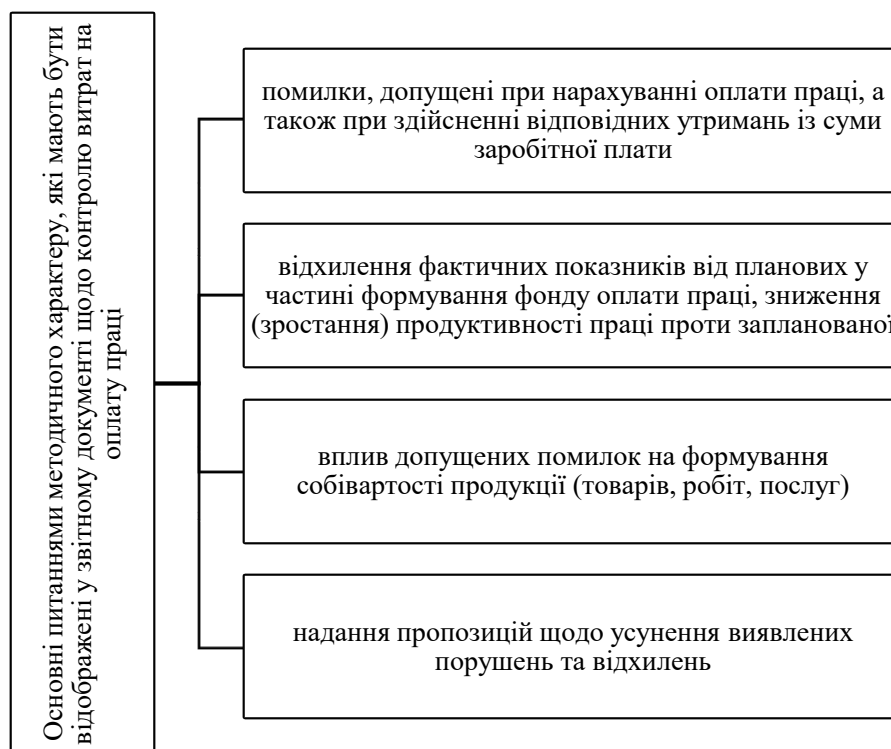 Основні питаннями методичного характеру, які мають бути
відображені у звітному документі щодо контролю витрат на
оплату праці
помилки, допущені при нарахуванні оплати праці, а
також при здійсненні відповідних утримань із суми
заробітної плати
відхилення фактичних показників від планових у
частині формування фонду оплати праці, зниження
(зростання) продуктивності праці проти запланованої
вплив допущених помилок на формування
собівартості продукції (товарів, робіт, послуг)
надання пропозицій щодо усунення виявлених
порушень та відхилень